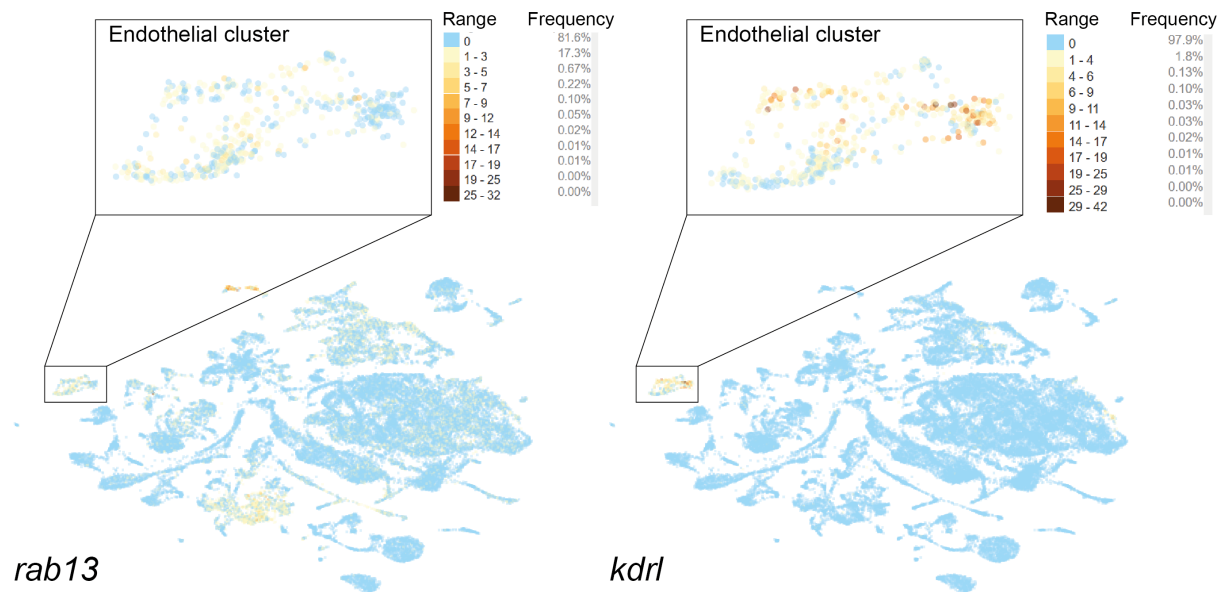 Endothelial cluster
Range Frequency
0 81.6%
1 - 3 17.3%
3 - 5 0.67%
5 - 7 0.22%
7 - 9 0.10%
9 - 12 0.05%
12 - 14 0.02%
14 - 17 0.01%
17 - 19 0.01%
19 - 25 0.00%
25 - 32 0.00%
rab13
Endothelial cluster
Range Frequency
0 97.9%
1 - 4 1.8%
4 - 6 0.13%
6 - 9 0.10%
9 - 11 0.03%
11 - 14 0.03%
14 - 17 0.02%
17 - 19 0.01%
19 - 25 0.01%
25 - 29 0.00%
29 - 42 0.00%
kdrl